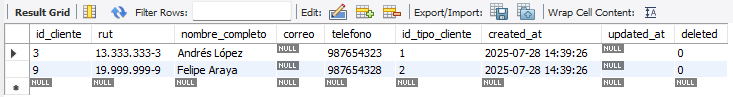 Result Grid Filter Rows: Edit: Export/Import: Wrap Cell Content: IA
id_cliente rut nombre_completo correo telefono id_tipo_cliente created_at updated_at deleted
3 13.333.333-3 Andrés López NULL 987654323 1 2025-07-28 14:39:26 NULL 0
9 19.999.999-9 Felipe Araya NULL 987654328 2 2025-07-28 14:39:26 NULL 0
NULL NULL NULL NULL NULL NULL NULL NULL NULL